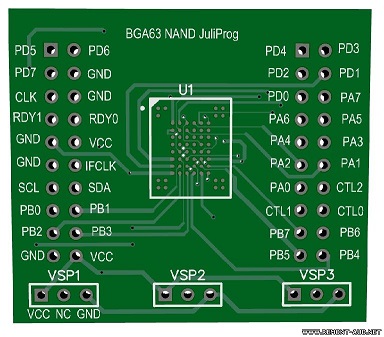 BGA63 NAND JuliProg
PD5 PD6 PD4 PD3
PD7 GND PD2 PD1
U1
CLK GND PD0 PA7
RDY1 RDY0 PA6 PA5
GND VCC PA4 PA3
GND IFCLK PA2 PA1
SCL SDA PA0 CTL2
PB0 PB1 CTL1 CTL0
PB2 PB3 PB7 PB6
GND VCC PB5 PB4
VSP1 VSP2 VSP3
VCC NC GND
WWW.REMONT-AUD.NET